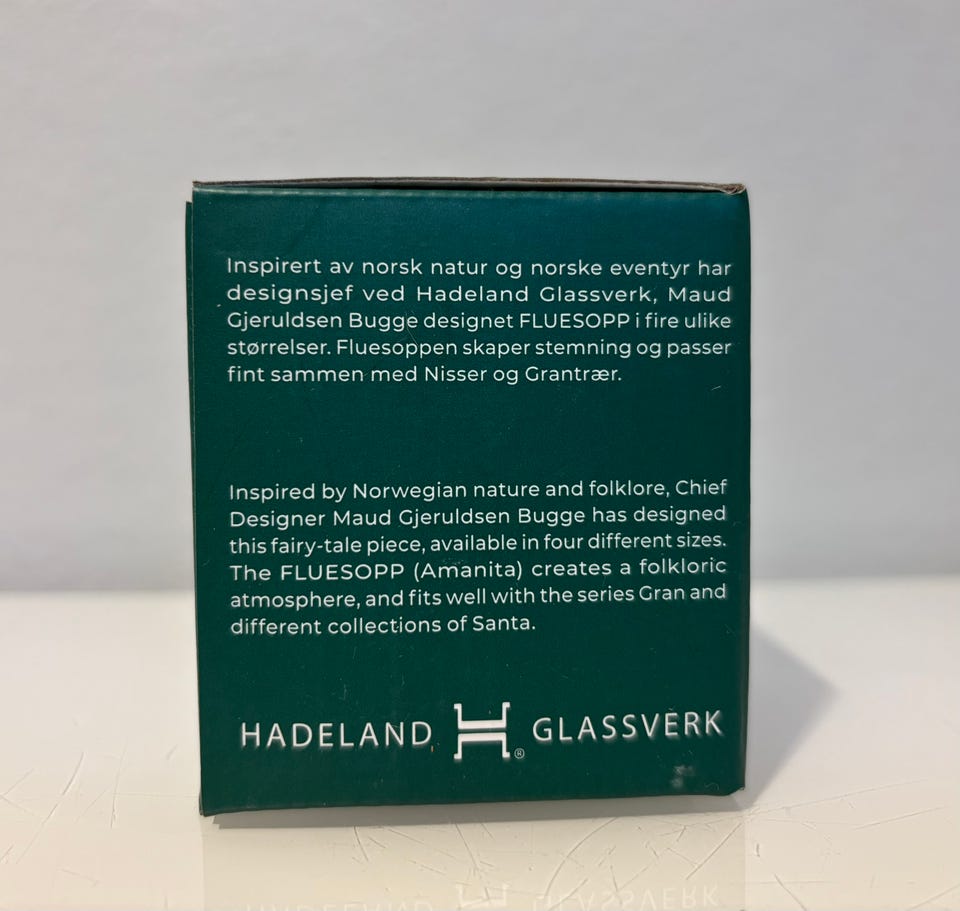 Inspirert av norsk natur og norske eventyr har
designsjef ved Hadeland Glassverk, Maud
Gjeruldsen Bugge designet FLUESOPP i fire ulike
størrelser. Fluesoppen skaper stemning og passer
fint sammen med Nisser og Grantrær.
Inspired by Norwegian nature and folklore, Chief
Designer Maud Gjeruldsen Bugge has designed
this fairy-tale piece, available in four different sizes.
The FLUESOPP (Amanita) creates a folkloric
atmosphere, and fits well with the series Gran and
different collections of Santa.
HADELAND H® GLASSVERK